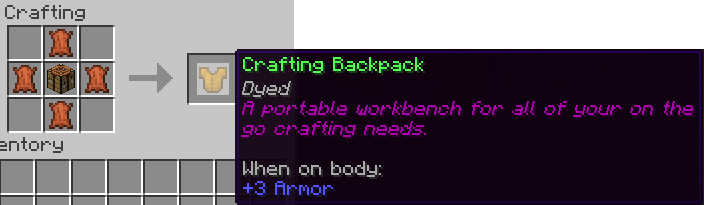 Crafting
Crafting Backpack
Dyed
A portable workbench for all of your on the
go crafting needs.
entory
When on body:
+3 Armor